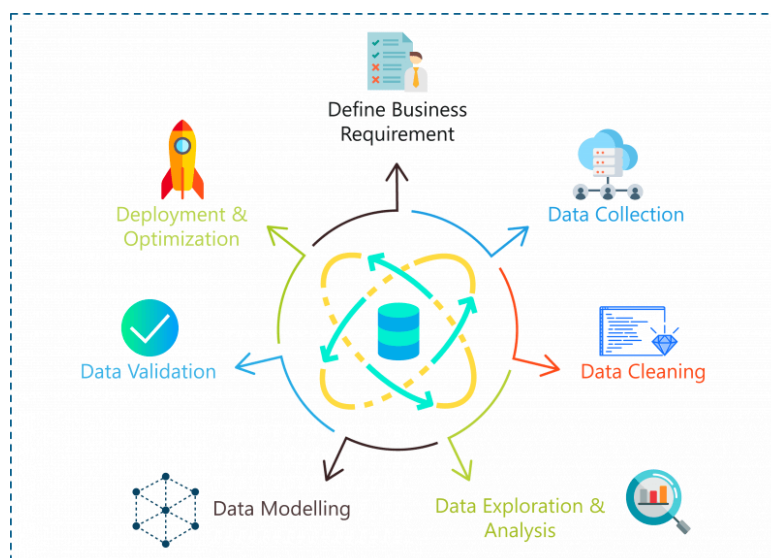 Define Business
Requirement
Data Collection
Data Cleaning
Data Exploration &
Analysis
Data Modelling
Data Validation
Deployment &
Optimization